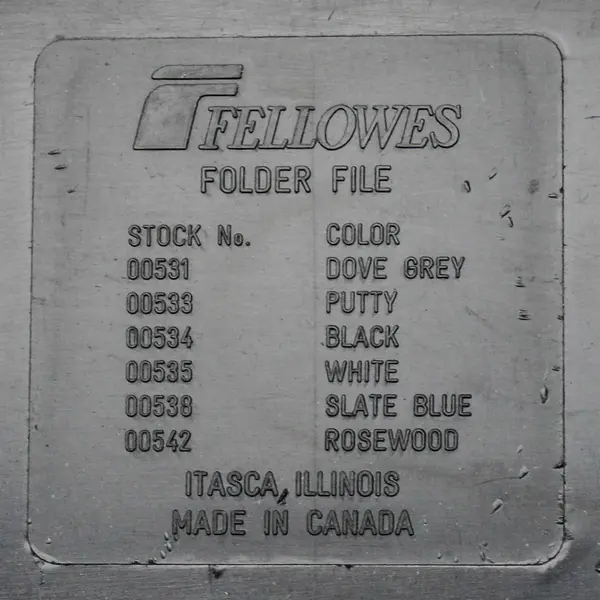 FELLOWES
FOLDER FILE
STOCK No. COLOR
00531 DOVE GREY
00533 PUTTY
00534 BLACK
00535 WHITE
00538 SLATE BLUE
00542 ROSEWOOD
ITASCA, ILLINOIS
MADE IN CANADA